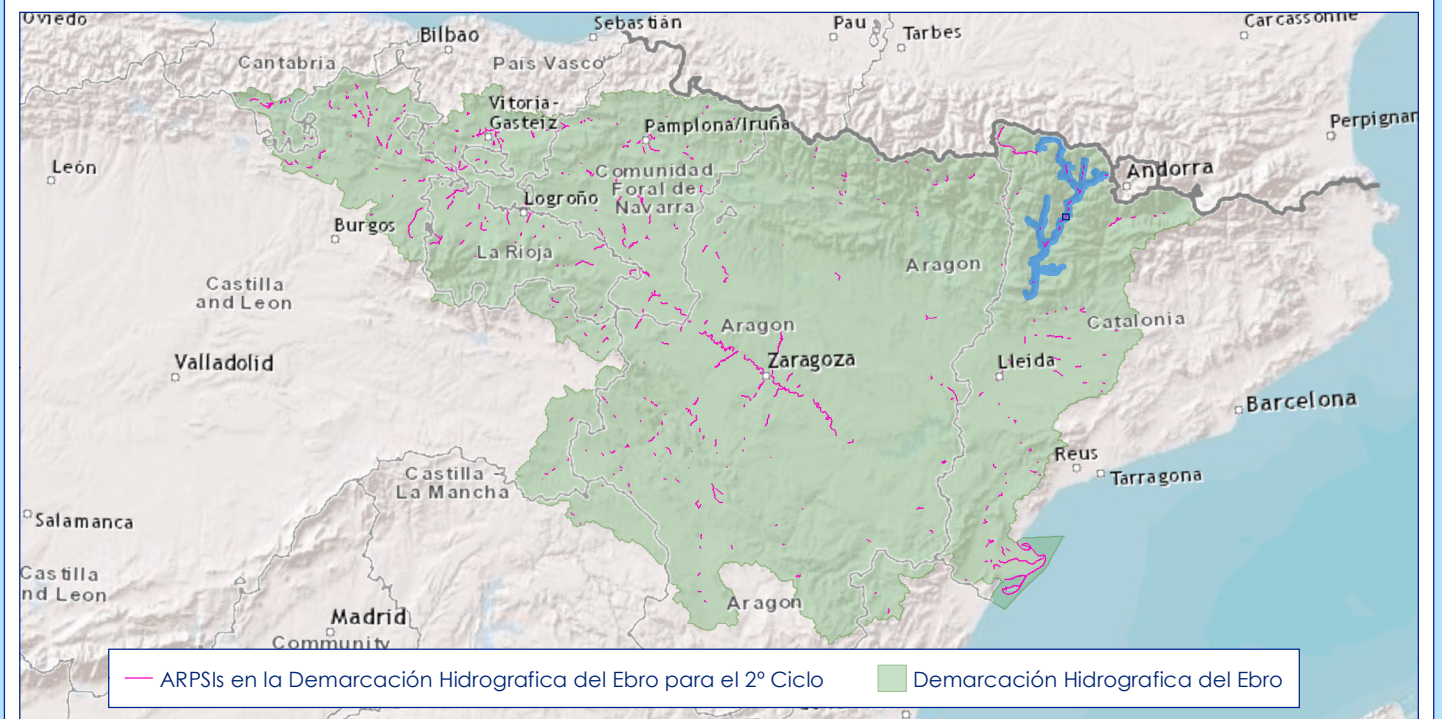 Oviedo
Sebastián
Pau
Tarbes
Carcassonne
Bilbao
Cantabria
País Vasco
Perpignan
Vitoria-
Gasteiz
Pamplona/Iruña
León
Andorra
Comunidad
Foral de
Navarra
Logroño
Burgos
La Rioja
Aragon
Castilla
and Leon
Catalonia
Aragon
Valladolid
Zaragoza
Lleida
Barcelona
Reus
Castilla -
La Mancha
Tarragona
Salamanca
Castilla
nd Leon
Aragon
Madrid
Community
ARPSIs en la Demarcación Hidrografica del Ebro para el 2º Ciclo
Demarcación Hidrografica del Ebro